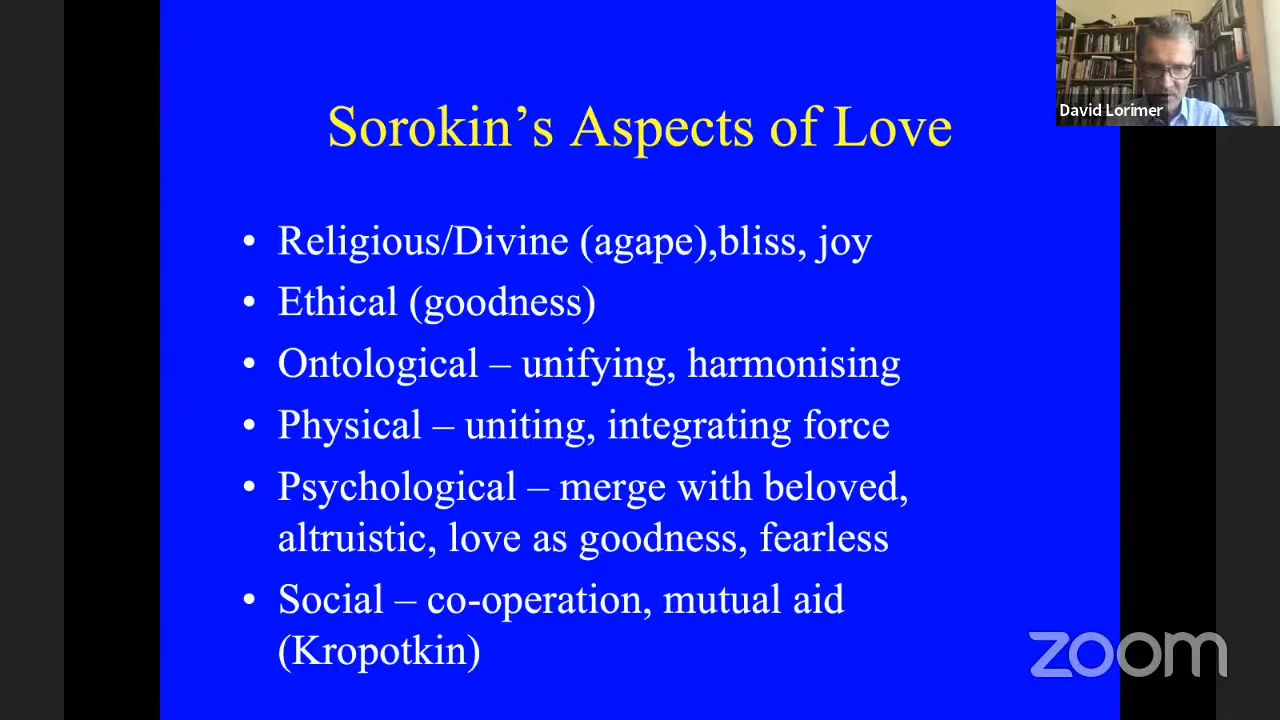 David Lorimer
Sorokin’s Aspects of Love
• Religious/Divine (agape),bliss, joy
• Ethical (goodness)
• Ontological – unifying, harmonising
• Physical – uniting, integrating force
• Psychological – merge with beloved,
altruistic, love as goodness, fearless
• Social – co-operation, mutual aid
(Kropotkin)
zoom